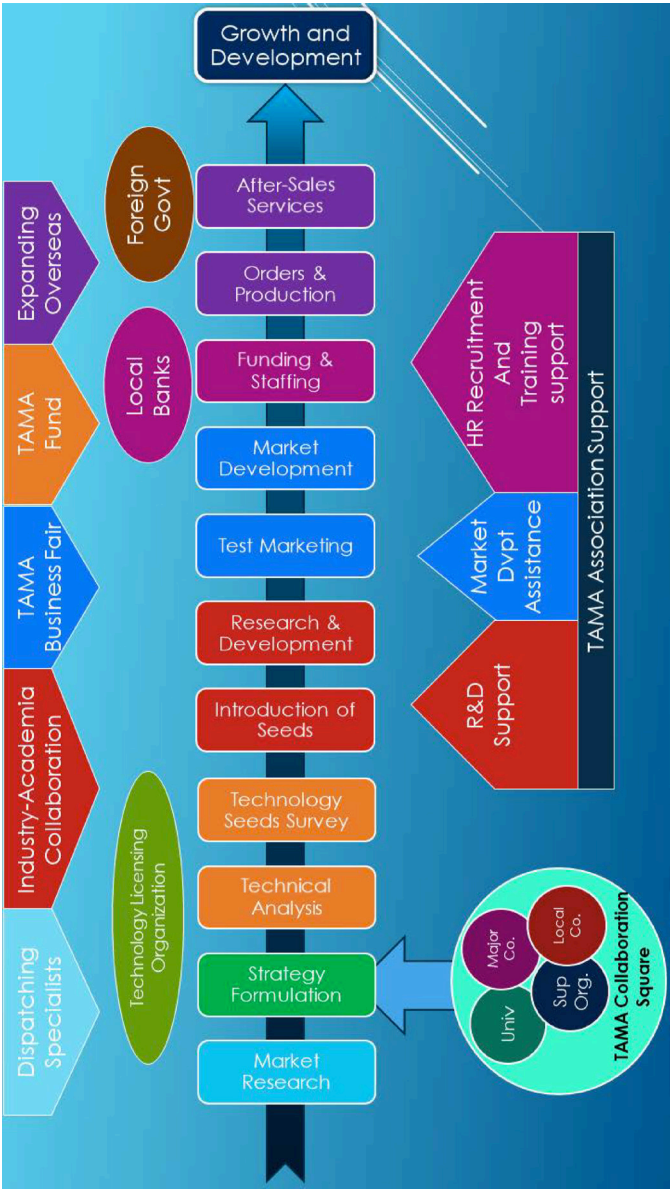 Growth and
Development
After-Sales
Services
Orders &
Production
Funding &
Staffing
Market
Development
Test Marketing
Research &
Development
Introduction of
Seeds
Technology
Seeds Survey
Technical
Analysis
Strategy
Formulation
Market
Research
Dispatching
Specialists
Industry-Academia
Collaboration
TAMA
Business Fair
TAMA
Fund
Expanding
Overseas
Technology Licensing
Organization
Local
Banks
Foreign
Govt
R&D
Support
Market
Dvpt
Assistance
HR Recruitment
And
Training
support
TAMA Association Support
Univ
Major
Co.
Sup
Org.
Local
Co.
TAMA Collaboration
Square